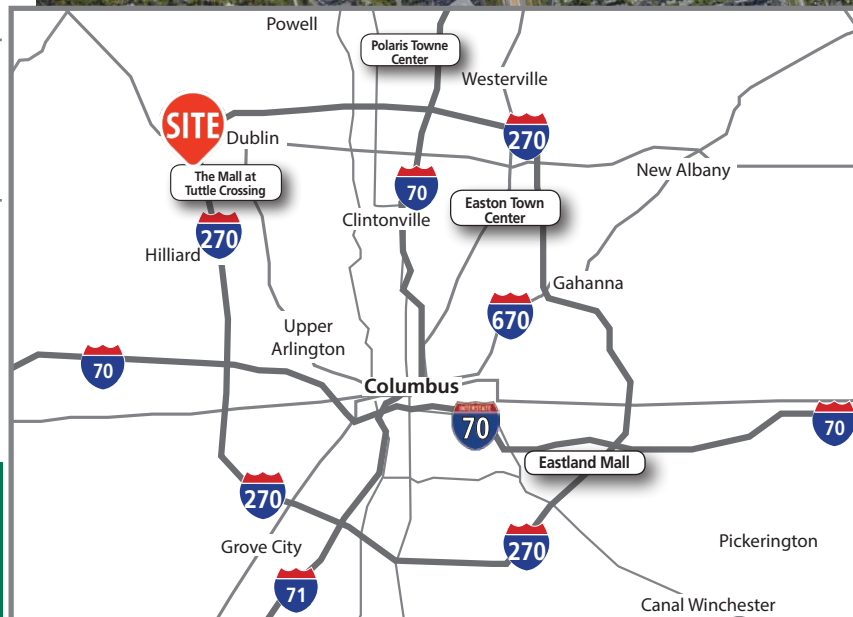 Powell
Polaris Towne
Center
Westerville
SITE
Dublin
270
The Mall at
Tuttle Crossing
70
New Albany
Easton Town
Center
Clintonville
270
Hilliard
Gahanna
670
Upper
Arlington
70
Columbus
INTERSTATE
70
70
Eastland Mall
270
Grove City
270
Pickerington
71
Canal Winchester